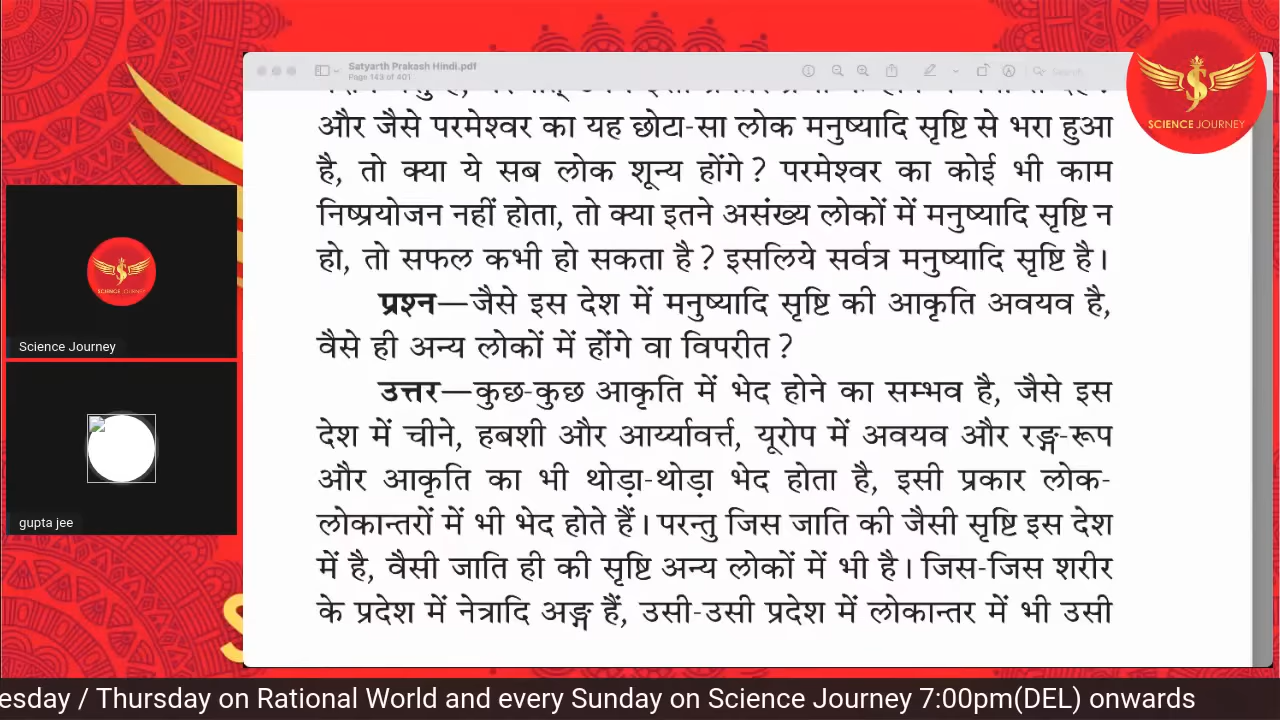 Satyarth Prakash Hindi.pdf
Page 143 of 401
Search
SCIENCE JOURNEY
और जैसे परमेश्वर का यह छोटा-सा लोक मनुष्यादि सृष्टि से भरा हुआ
है, तो क्या ये सब लोक शून्य होंगे? परमेश्वर का कोई भी काम
निष्प्रयोजन नहीं होता, तो क्या इतने असंख्य लोकों में मनुष्यादि सृष्टि न
हो, तो सफल कभी हो सकता है? इसलिये सर्वत्र मनुष्यादि सृष्टि है।
प्रश्न—जैसे इस देश में मनुष्यादि सृष्टि की आकृति अवयव है,
वैसे ही अन्य लोकों में होंगे वा विपरीत?
उत्तर—कुछ-कुछ आकृति में भेद होने का सम्भव है, जैसे इस
देश में चीने, हबशी और आर्य्यावर्त्त, यूरोप में अवयव और रङ्ग-रूप
और आकृति का भी थोड़ा-थोड़ा भेद होता है, इसी प्रकार लोक-
लोकान्तरों में भी भेद होते हैं। परन्तु जिस जाति की जैसी सृष्टि इस देश
में है, वैसी जाति ही की सृष्टि अन्य लोकों में भी है। जिस-जिस शरीर
के प्रदेश में नेत्रादि अङ्ग हैं, उसी-उसी प्रदेश में लोकान्तर में भी उसी
SCIENCE JOURNEY
Science Journey
gupta jee
esday / Thursday on Rational World and every Sunday on Science Journey 7:00pm(DEL) onwards